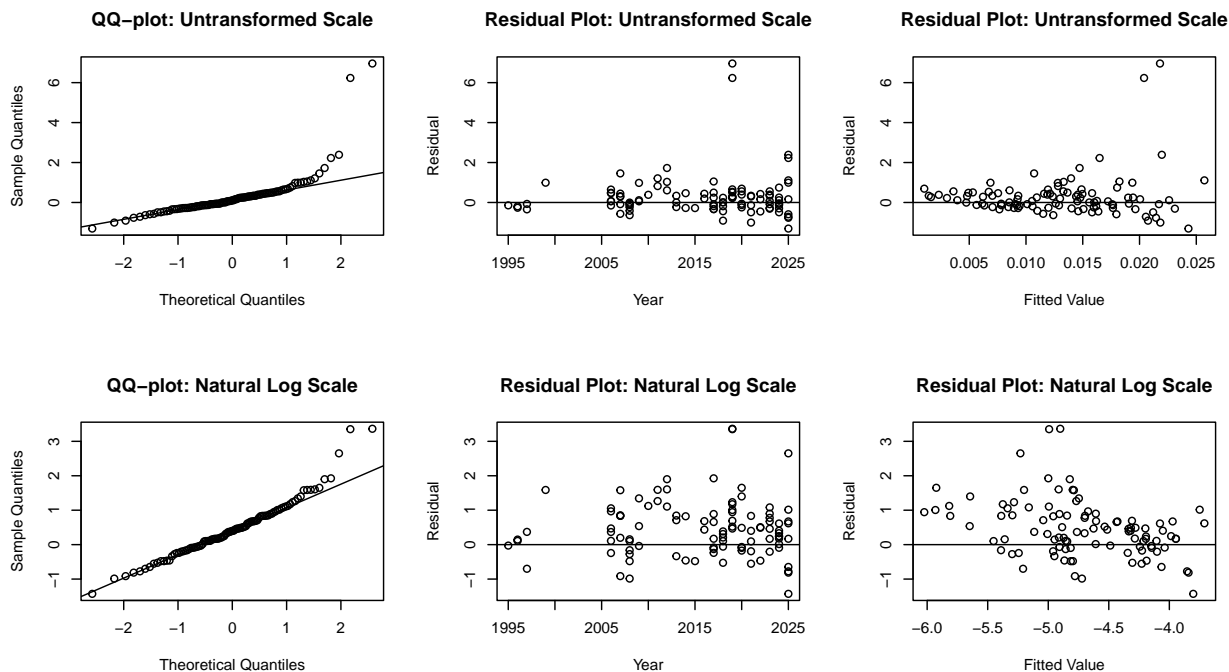 QQ−plot: Untransformed Scale
Sample Quantiles
0 2 4 6
−2 −1 0 1 2
Theoretical Quantiles
Residual Plot: Untransformed Scale
Residual
0 2 4 6
1995 2005 2015 2025
Year
Residual Plot: Untransformed Scale
Residual
0 2 4 6
0.005 0.010 0.015 0.020 0.025
Fitted Value
QQ−plot: Natural Log Scale
Sample Quantiles
−1 0 1 2 3
−2 −1 0 1 2
Theoretical Quantiles
Residual Plot: Natural Log Scale
Residual
−1 0 1 2 3
1995 2005 2015 2025
Year
Residual Plot: Natural Log Scale
Residual
−1 0 1 2 3
−6.0 −5.5 −5.0 −4.5 −4.0
Fitted Value